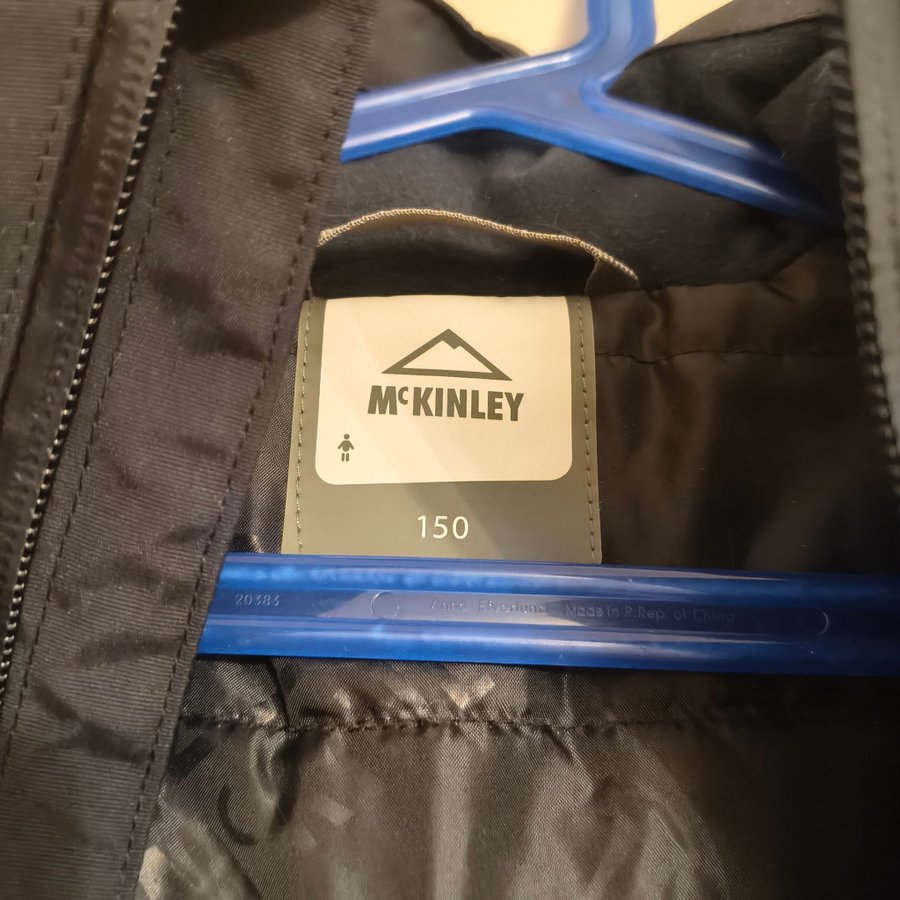 McKINLEY
150
20383
Made in P.Rep. of China